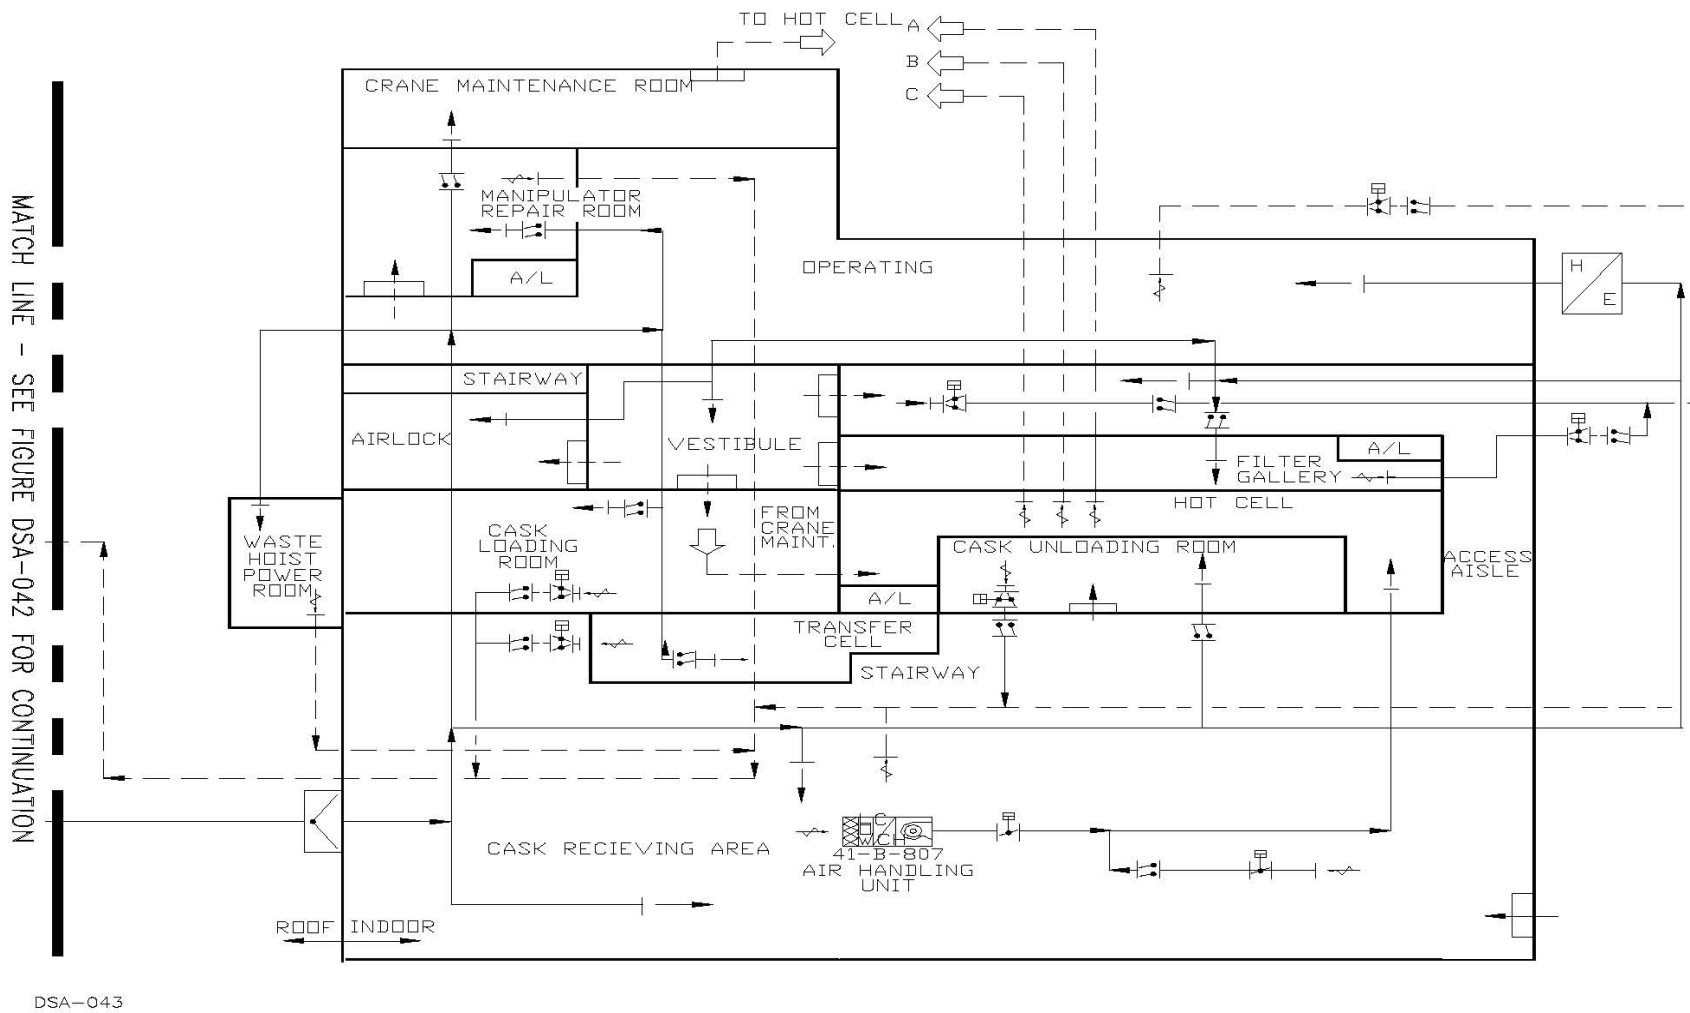 TO HOT CELL
A
B
C
CRANE MAINTENANCE ROOM
MANIPULATOR
REPAIR ROOM
A/L
OPERATING
H
E
STAIRWAY
AIRLOCK
VESTIBULE
A/L
FILTER
GALLERY
HOT CELL
FROM
CRANE
MAINT.
CASK
LOADING
ROOM
WASTE
HOIST
POWER
ROOM
CASK UNLOADING ROOM
ACCESS
AISLE
A/L
TRANSFER
CELL
STAIRWAY
C
W
CH
41-B-807
AIR HANDLING
UNIT
CASK RECIEVING AREA
ROOF INDOOR
MATCH LINE - SEE FIGURE DSA-042 FOR CONTINUATION
DSA-043